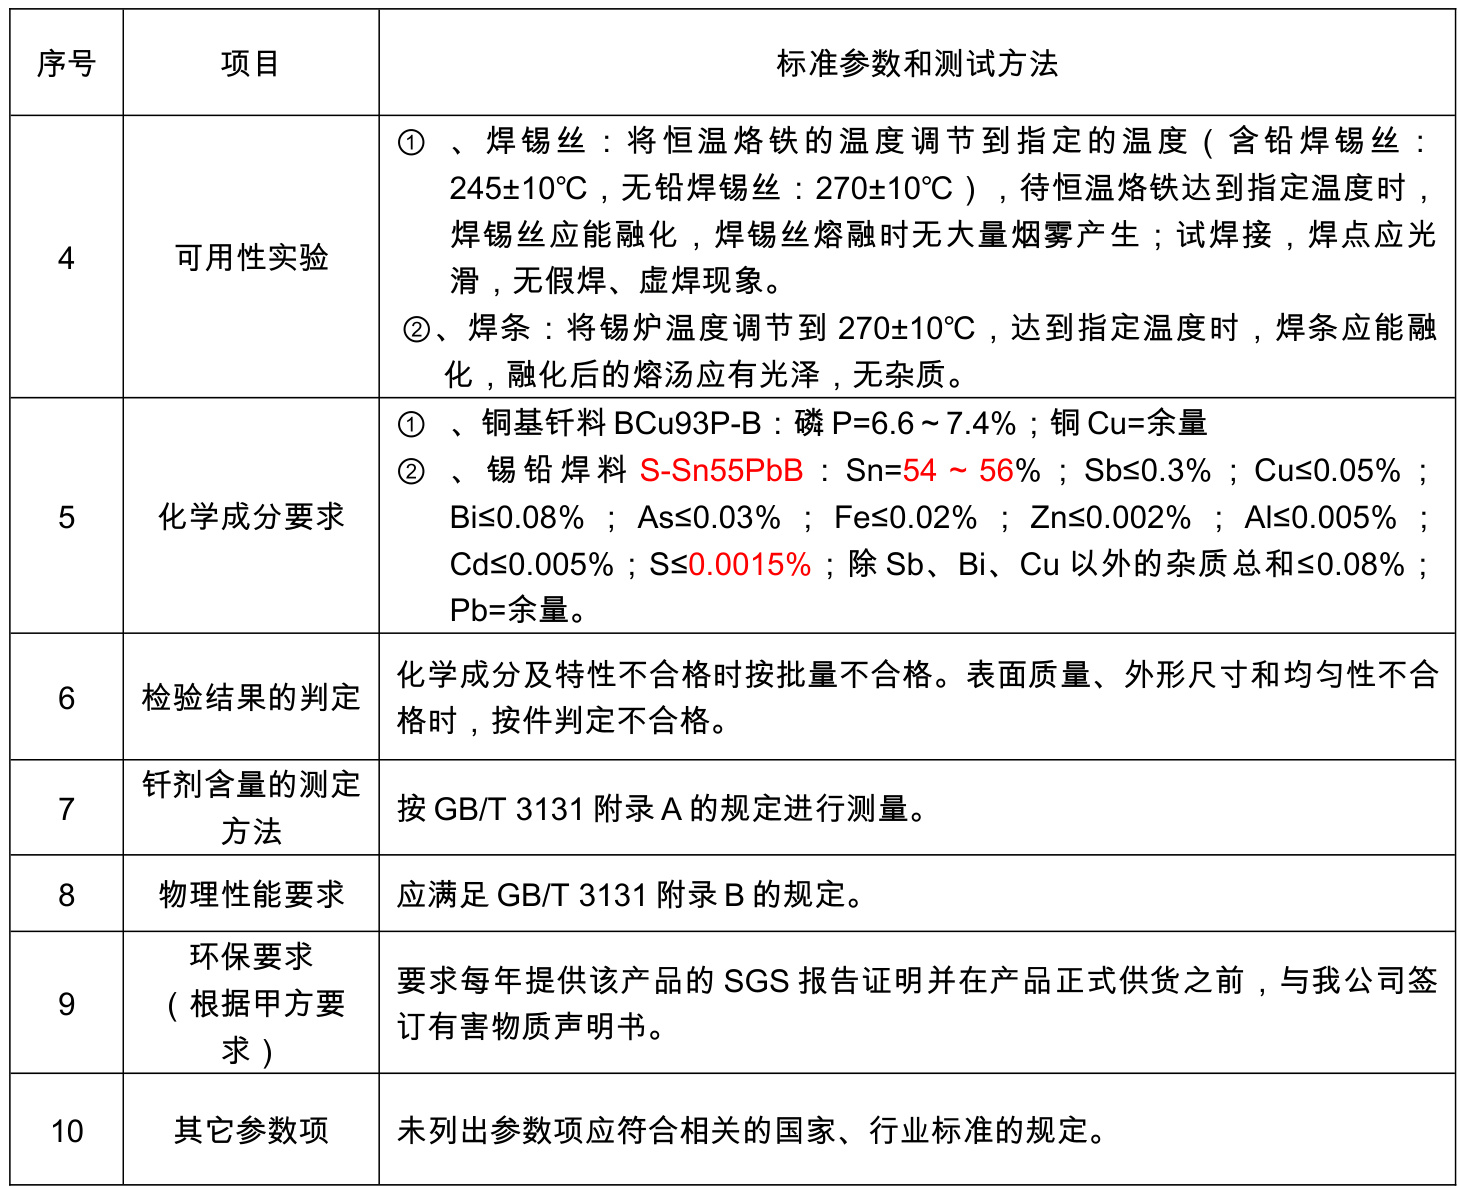 序号 项目 标准参数和测试方法
4 可用性实验
① 、焊锡丝：将恒温烙铁的温度调节到指定的温度（含铅焊锡丝：
245±10℃，无铅焊锡丝：270±10℃），待恒温烙铁达到指定温度时，
焊锡丝应能融化，焊锡丝熔融时无大量烟雾产生；试焊接，焊点应光
滑，无假焊、虚焊现象。
②、焊条：将锡炉温度调节到 270±10℃，达到指定温度时，焊条应能融
化，融化后的熔汤应有光泽，无杂质。
5 化学成分要求
① 、铜基钎料 BCu93P-B：磷 P=6.6～7.4%；铜 Cu=余量
② 、锡铅焊料 S-Sn55PbB：Sn=54～56%；Sb≤0.3%；Cu≤0.05%；
Bi≤0.08%；As≤0.03%；Fe≤0.02%；Zn≤0.002%；Al≤0.005%；
Cd≤0.005%；S≤0.0015%；除 Sb、Bi、Cu 以外的杂质总和≤0.08%；
Pb=余量。
6 检验结果的判定
化学成分及特性不合格时按批量不合格。表面质量、外形尺寸和均匀性不合
格时，按件判定不合格。
7
钎剂含量的测定
方法
按 GB/T 3131 附录 A 的规定进行测量。
8 物理性能要求 应满足 GB/T 3131 附录 B 的规定。
9
环保要求
（根据甲方要
求）
要求每年提供该产品的 SGS 报告证明并在产品正式供货之前，与我公司签
订有害物质声明书。
10 其它参数项 未列出参数项应符合相关的国家、行业标准的规定。